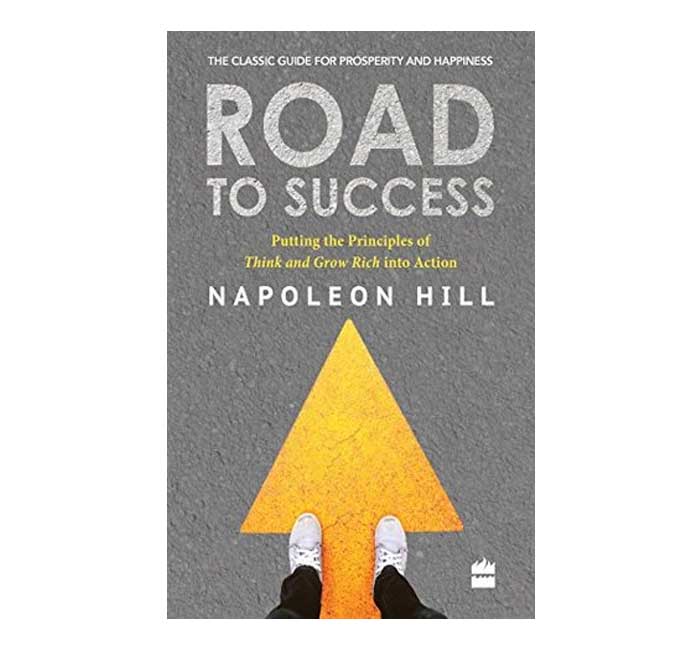 THE CLASSIC GUIDE FOR PROSPERITY AND HAPPINESS
ROAD
TO SUCCESS
Putting the Principles of
Think and Grow Rich into Action
NAPOLEON HILL